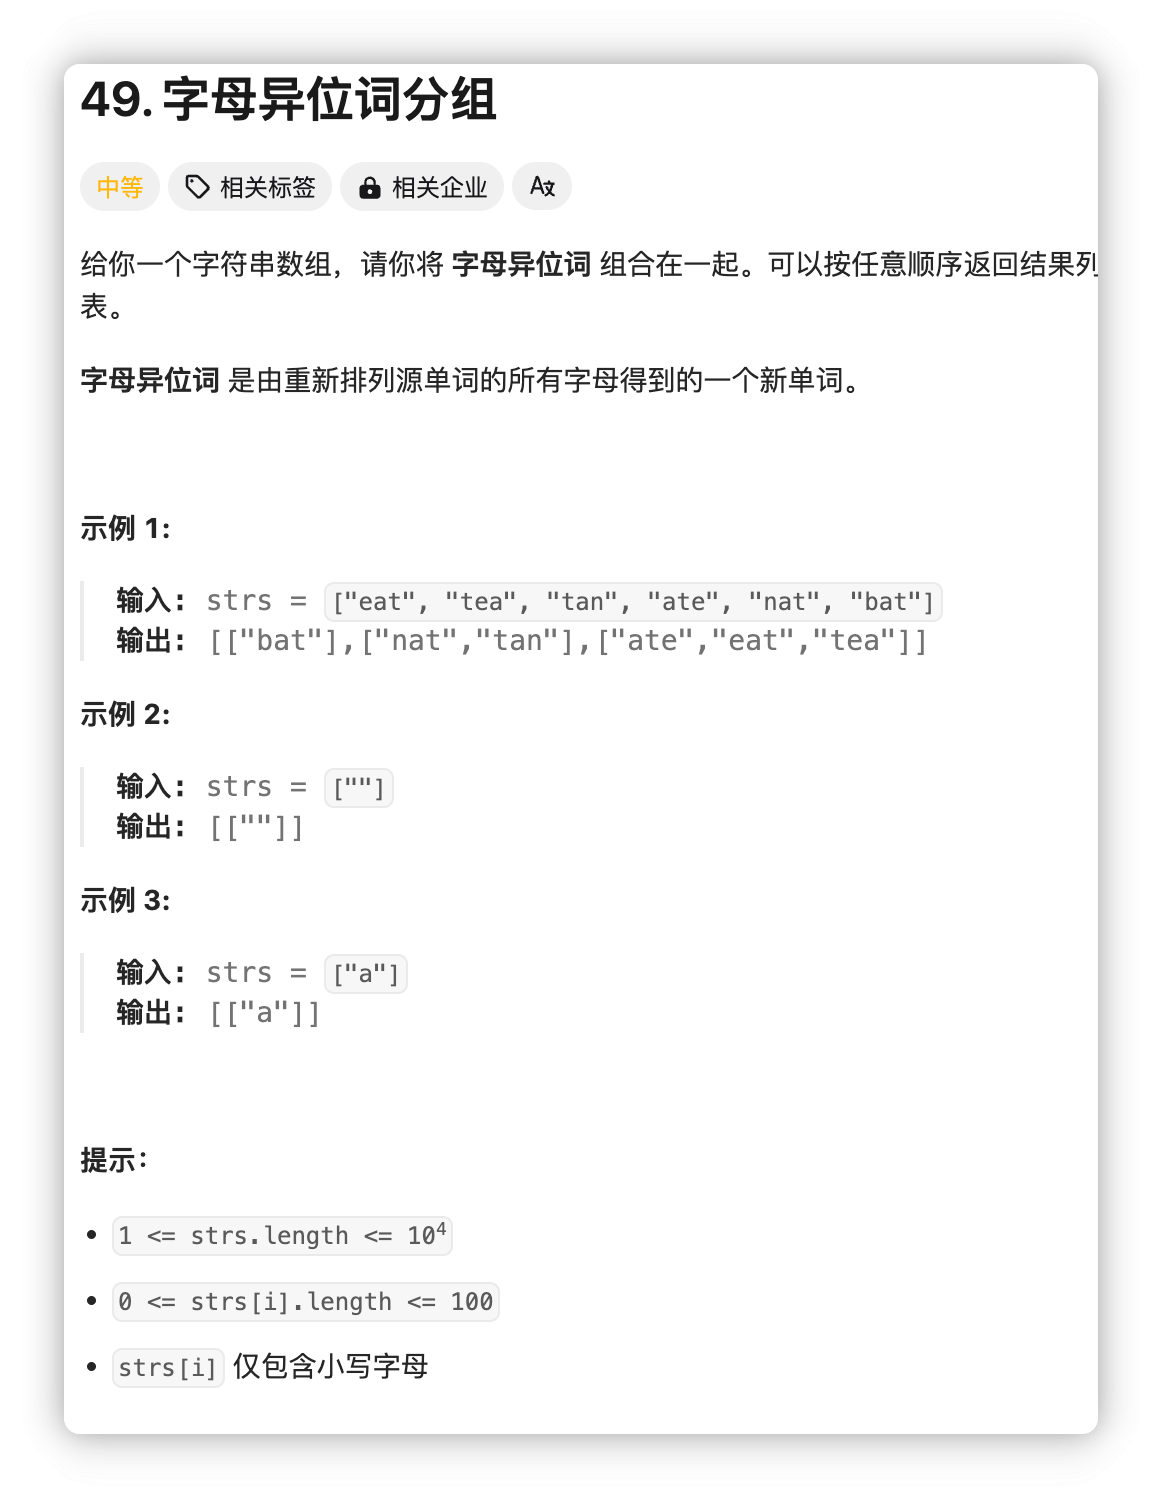 49. 字母异位词分组
中等 相关标签 相关企业
给你一个字符串数组，请你将 字母异位词 组合在一起。可以按任意顺序返回结果列
表。
字母异位词 是由重新排列源单词的所有字母得到的一个新单词。
示例 1:
输入: strs = ["eat", "tea", "tan", "ate", "nat", "bat"]
输出: [["bat"],["nat","tan"],["ate","eat","tea"]]
示例 2:
输入: strs = [""]
输出: [[""]]
示例 3:
输入: strs = ["a"]
输出: [["a"]]
提示：
1 <= strs.length <= 10⁴
0 <= strs[i].length <= 100
strs[i] 仅包含小写字母